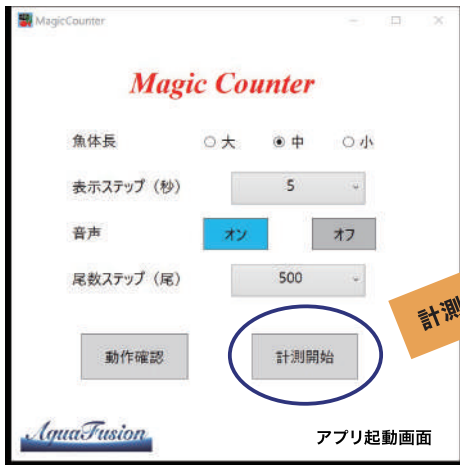 MagicCounter
Magic Counter
魚体長 大 中 小
表示ステップ（秒） 5
音声 オン オフ
尾数ステップ（尾） 500
計測
動作確認 計測開始
AquaFusion アプリ起動画面